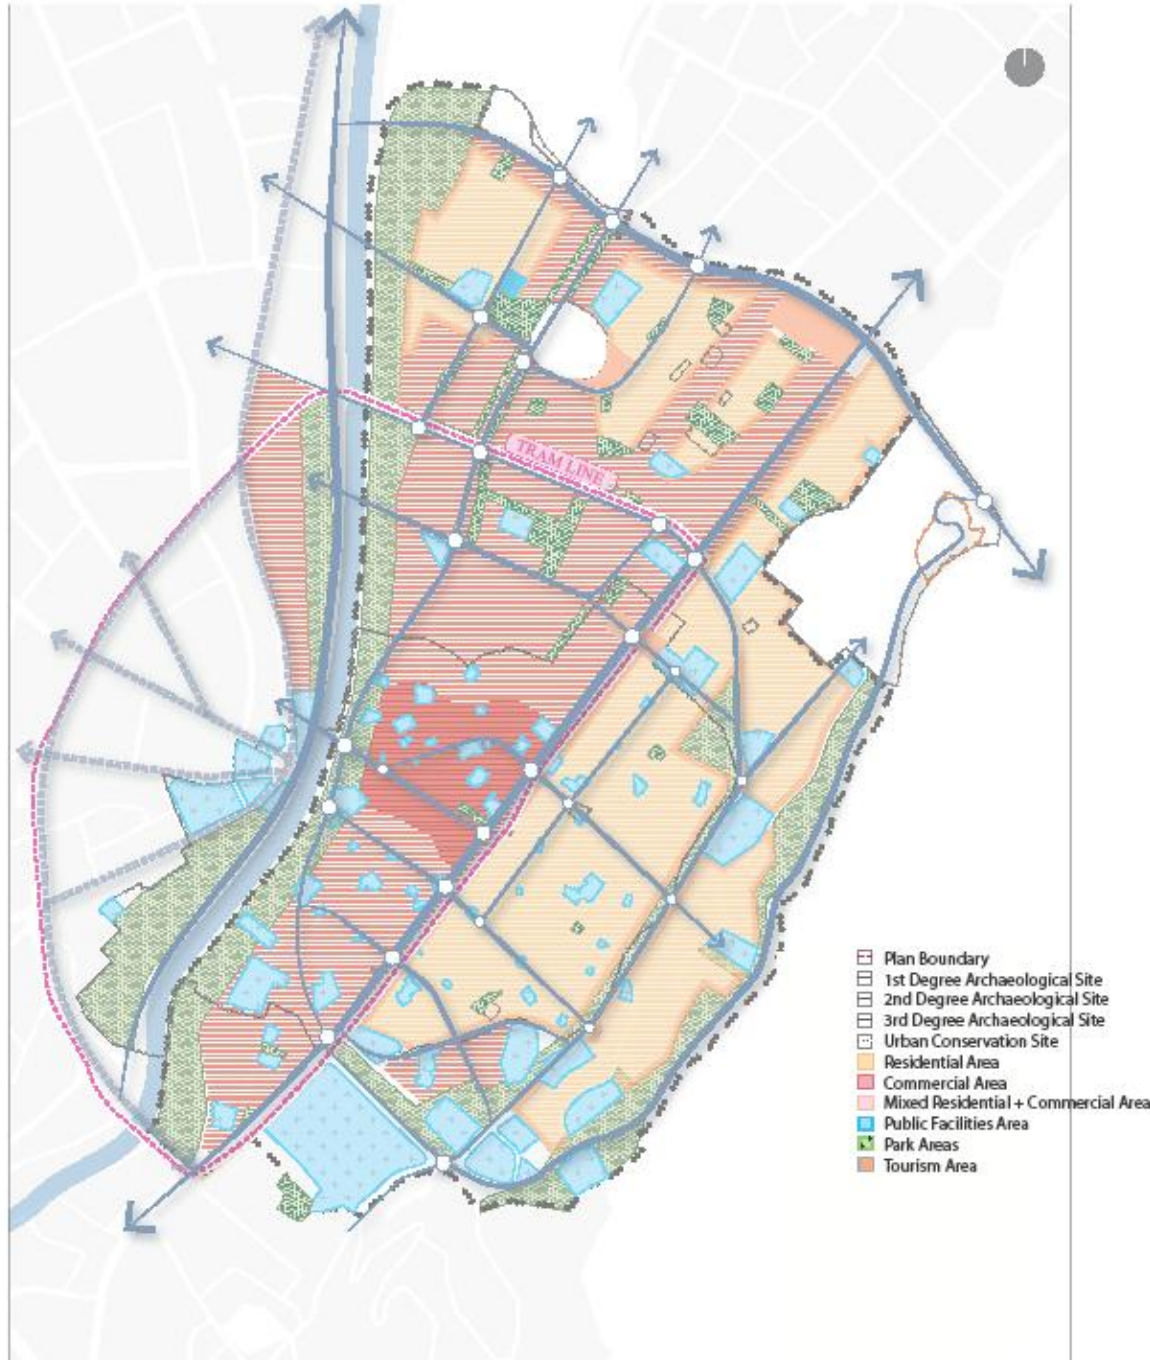 TRAM LINE
Plan Boundary
1st Degree Archaeological Site
2nd Degree Archaeological Site
3rd Degree Archaeological Site
Urban Conservation Site
Residential Area
Commercial Area
Mixed Residential + Commercial Area
Public Facilities Area
Park Areas
Tourism Area